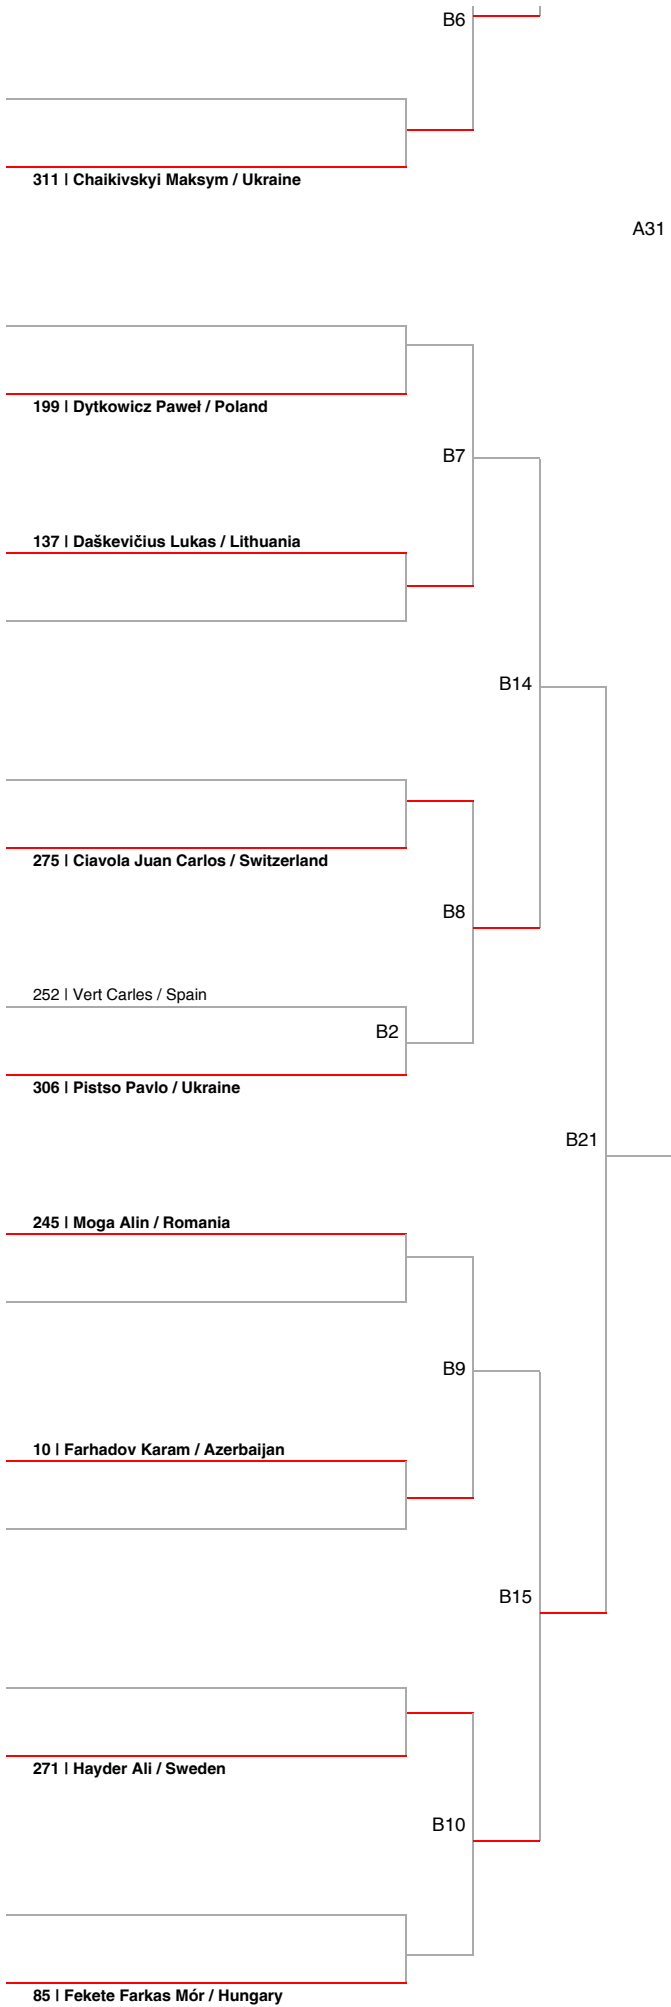 B6
311 | Chaikivskyi Maksym / Ukraine
A31
199 | Dytkowicz Paweł / Poland
B7
137 | Daškevičius Lukas / Lithuania
B14
275 | Ciavola Juan Carlos / Switzerland
B8
252 | Vert Carles / Spain
B2
306 | Pistso Pavlo / Ukraine
B21
245 | Moga Alin / Romania
B9
10 | Farhadov Karam / Azerbaijan
B15
271 | Hayder Ali / Sweden
B10
85 | Fekete Farkas Mór / Hungary